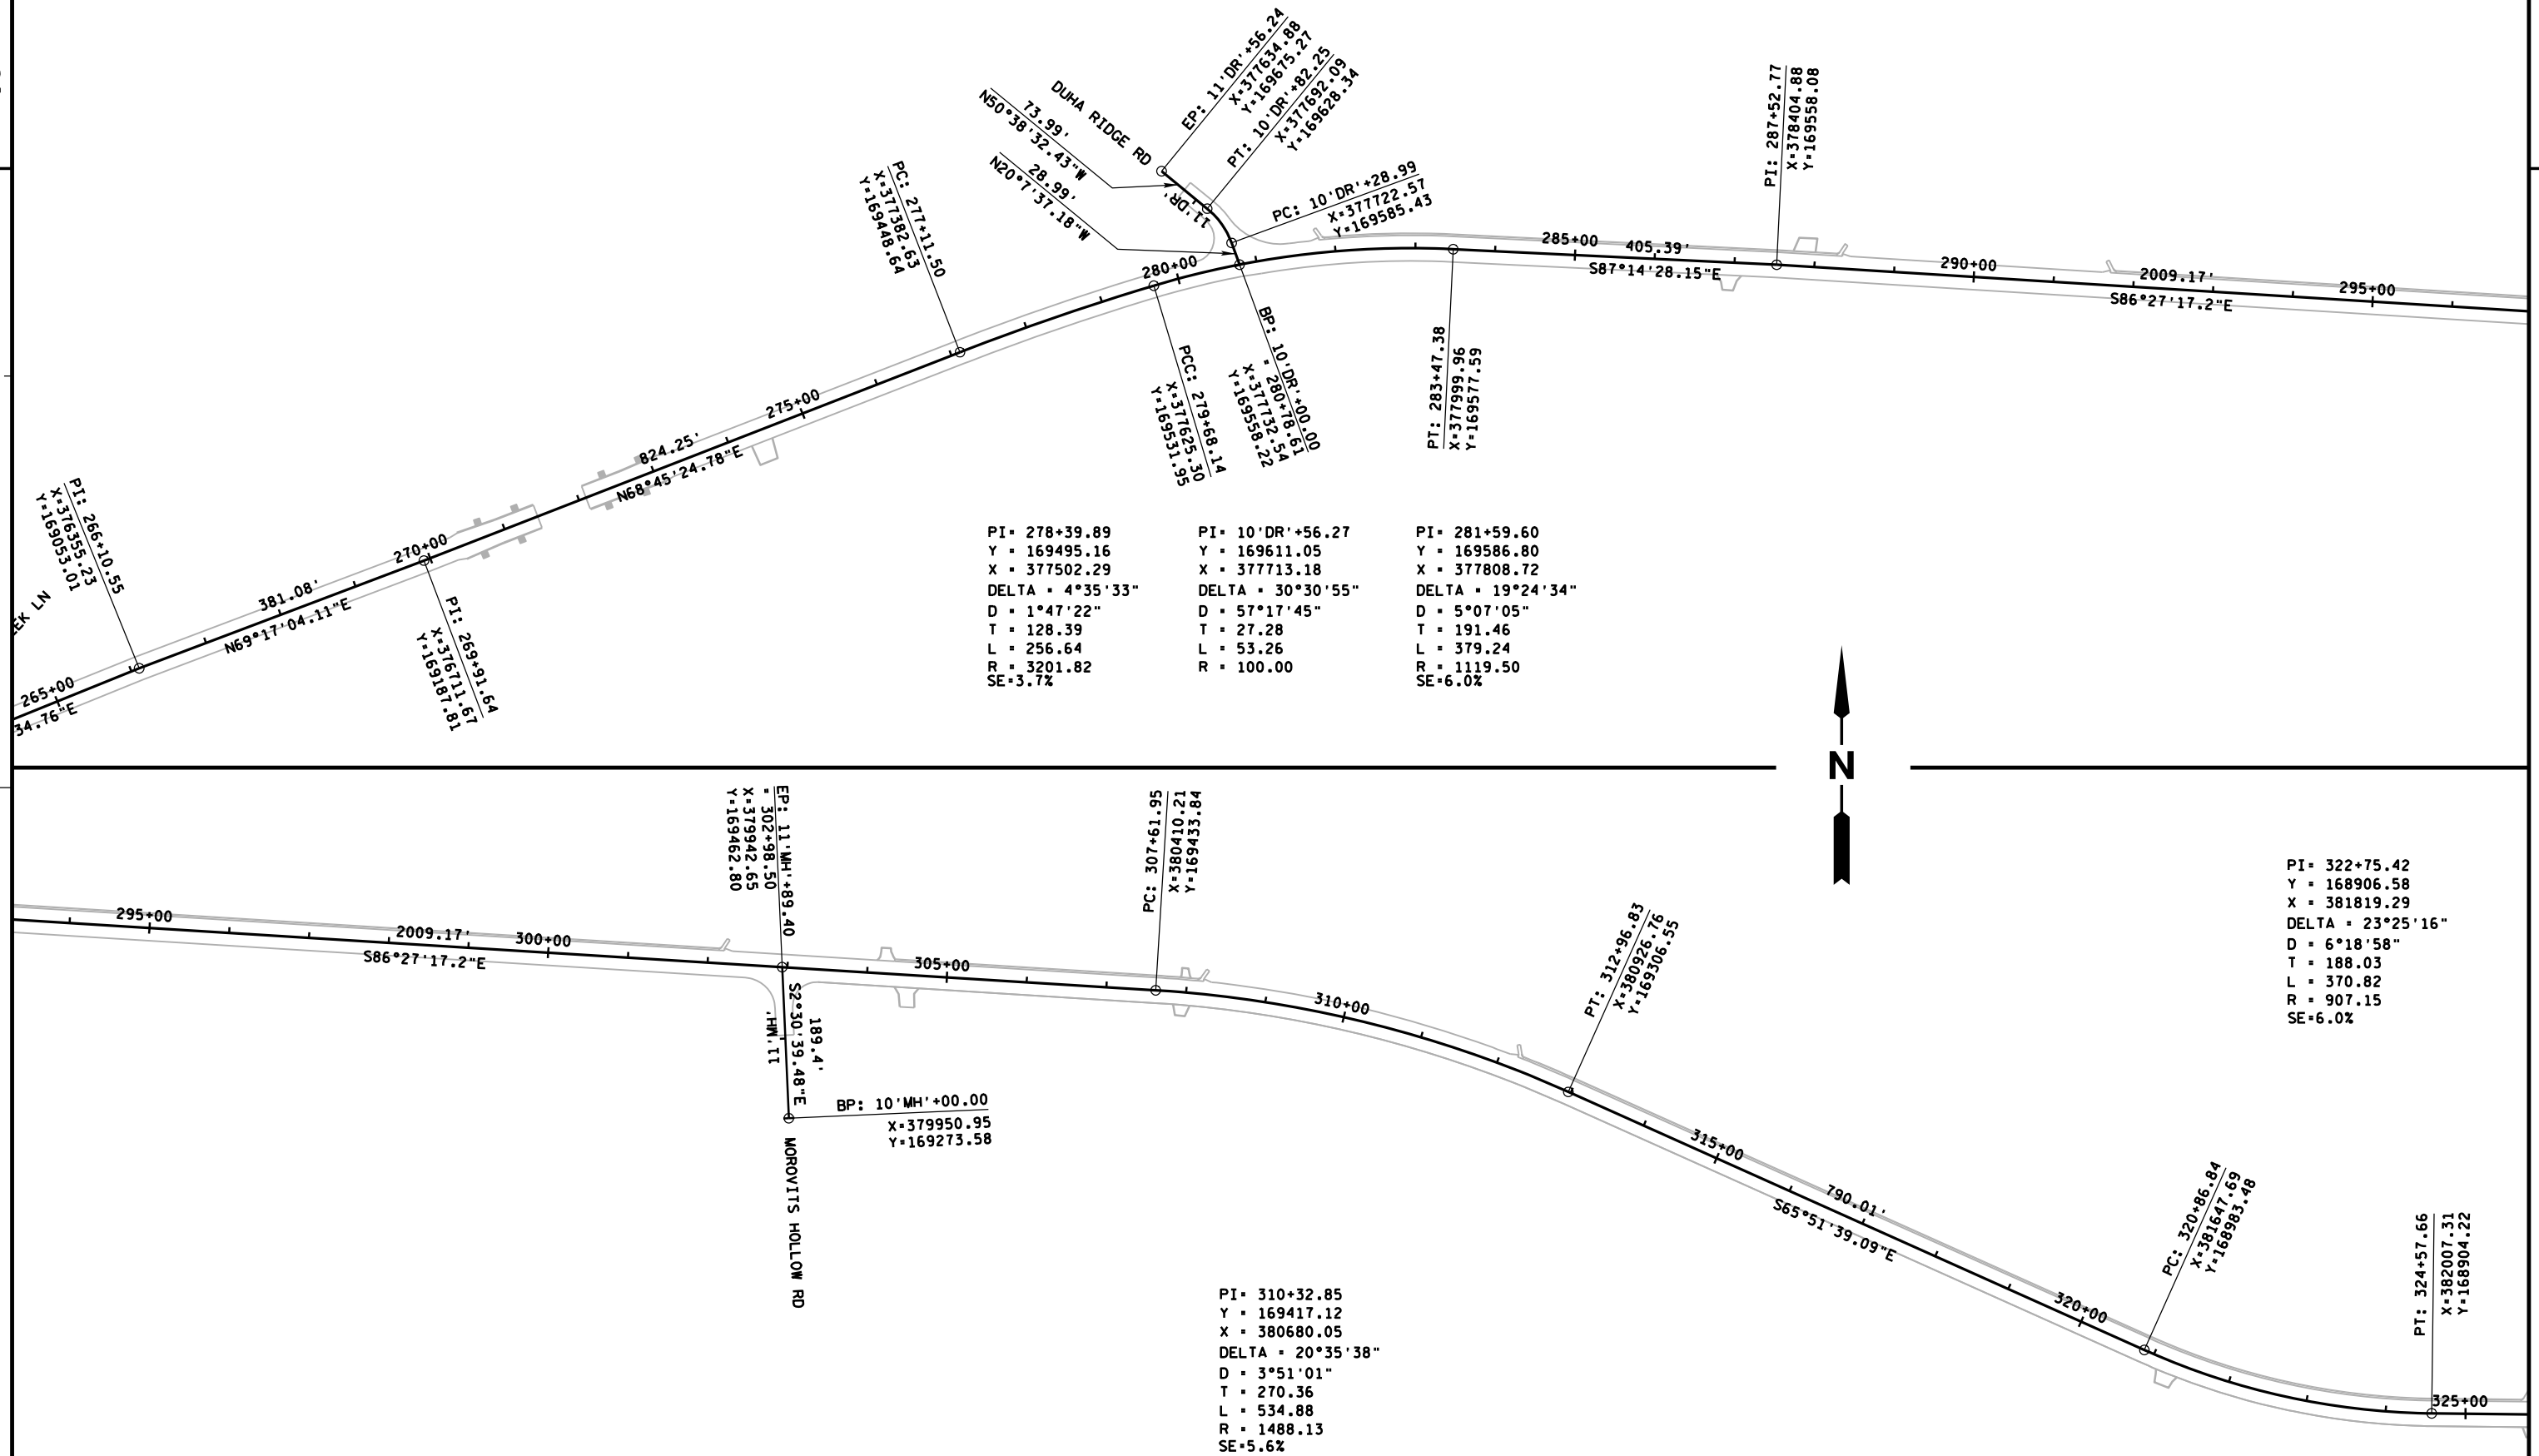 EP: 11'DR'+56.24
X=377634.88
Y=169675.27
PT: 10'DR'+82.25
X=377692.09
Y=169628.34
DUHA RIDGE RD
73.99'
N50°38'32.43"W
28.99'
N20°7'37.18"W
11'DR'
PC: 10'DR'+28.99
X=377722.57
Y=169585.43
PC: 277+11.50
X=377382.63
Y=169448.64
PI: 287+52.77
X=378404.88
Y=169558.08
280+00
285+00
405.39'
S87°14'28.15"E
290+00
2009.17'
S86°27'17.2"E
295+00
BP: 10'DR'+00.00
= 280+78.61
X=377732.54
Y=169558.22
PCC: 279+68.14
X=377625.30
Y=169531.95
PT: 283+47.38
X=377999.96
Y=169577.59
275+00
824.25'
N68°45'24.78"E
PI: 266+10.55
X=376355.23
Y=169053.01
270+00
381.08'
N69°17'04.11"E
PI: 269+91.64
X=376711.67
Y=169187.81
EK LN
265+00
34.76"E
PI= 278+39.89
Y = 169495.16
X = 377502.29
DELTA = 4°35'33"
D = 1°47'22"
T = 128.39
L = 256.64
R = 3201.82
SE=3.7%
PI= 10'DR'+56.27
Y = 169611.05
X = 377713.18
DELTA = 30°30'55"
D = 57°17'45"
T = 27.28
L = 53.26
R = 100.00
PI= 281+59.60
Y = 169586.80
X = 377808.72
DELTA = 19°24'34"
D = 5°07'05"
T = 191.46
L = 379.24
R = 1119.50
SE=6.0%
N
EP: 11'MH'+89.40
= 302+98.50
X=379942.65
Y=169462.80
PC: 307+61.95
X=380410.21
Y=169433.84
295+00
2009.17'
S86°27'17.2"E
300+00
305+00
310+00
PT: 312+96.83
X=380926.76
Y=169306.55
PI= 322+75.42
Y = 168906.58
X = 381819.29
DELTA = 23°25'16"
D = 6°18'58"
T = 188.03
L = 370.82
R = 907.15
SE=6.0%
189.4'
S2°30'39.48"E
11'MH'
BP: 10'MH'+00.00
X=379950.95
Y=169273.58
MOROVITS HOLLOW RD
315+00
790.01'
S65°51'39.09"E
320+00
PC: 320+86.84
X=381647.69
Y=168983.48
PT: 324+57.66
X=382007.31
Y=168904.22
325+00
PI= 310+32.85
Y = 169417.12
X = 380680.05
DELTA = 20°35'38"
D = 3°51'01"
T = 270.36
L = 534.88
R = 1488.13
SE=5.6%